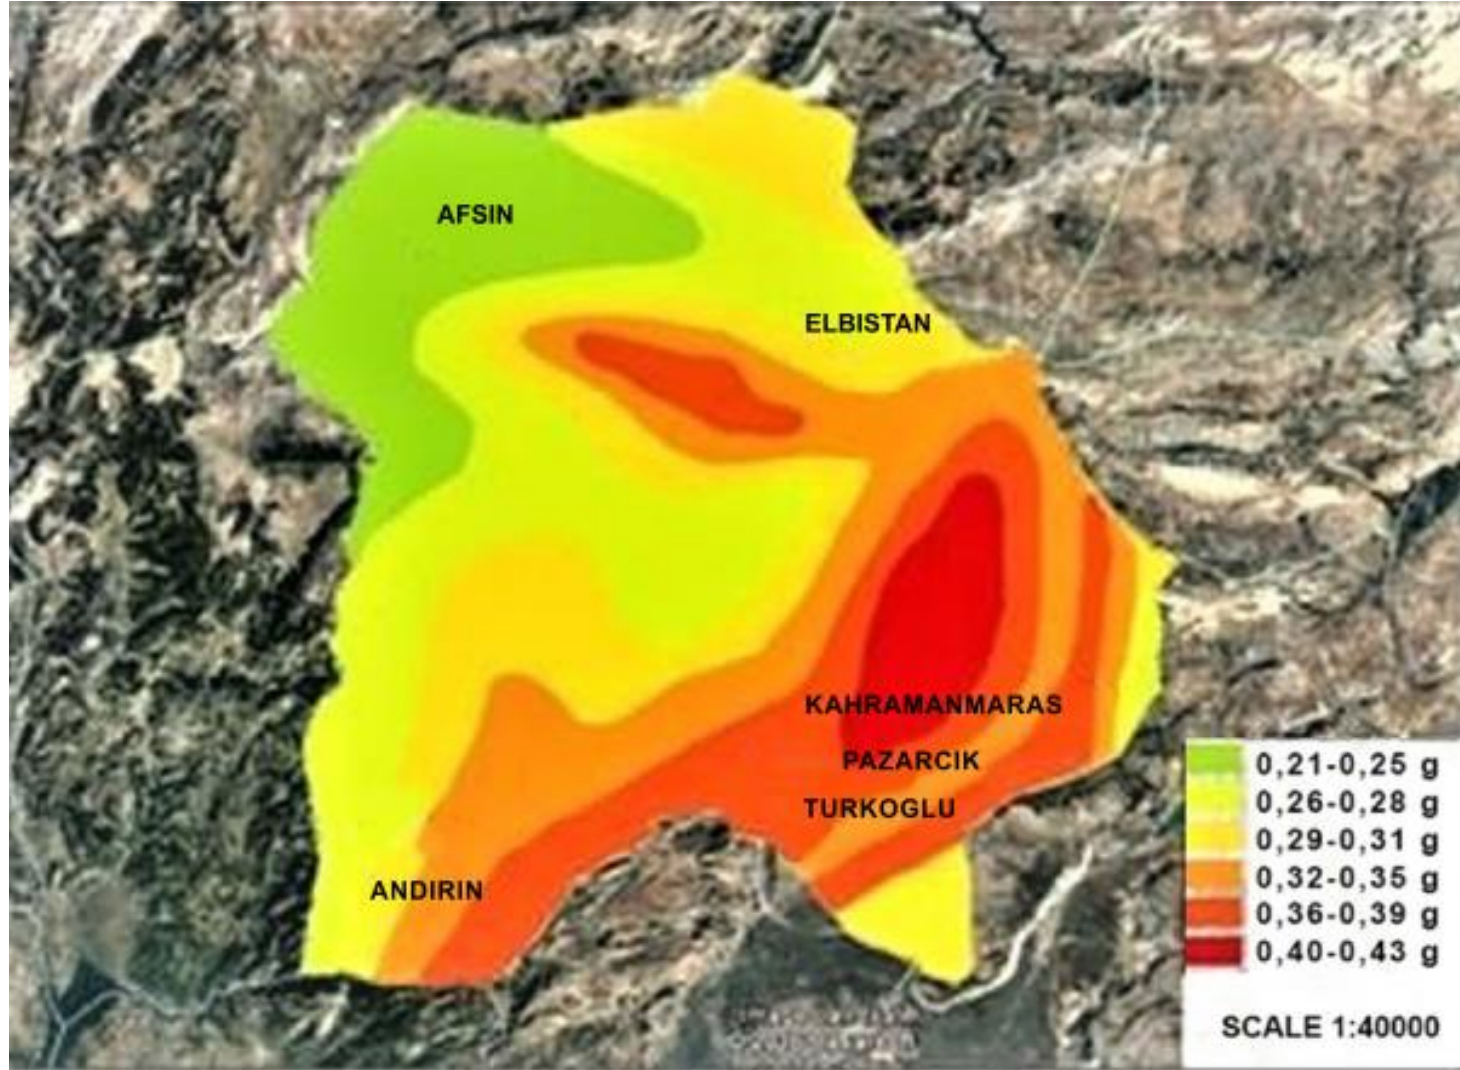 AFSIN
ELBISTAN
KAHRAMANMARAS
PAZARCIK
TURKOGLU
ANDIRIN
0,21-0,25 g
0,26-0,28 g
0,29-0,31 g
0,32-0,35 g
0,36-0,39 g
0,40-0,43 g
SCALE 1:40000